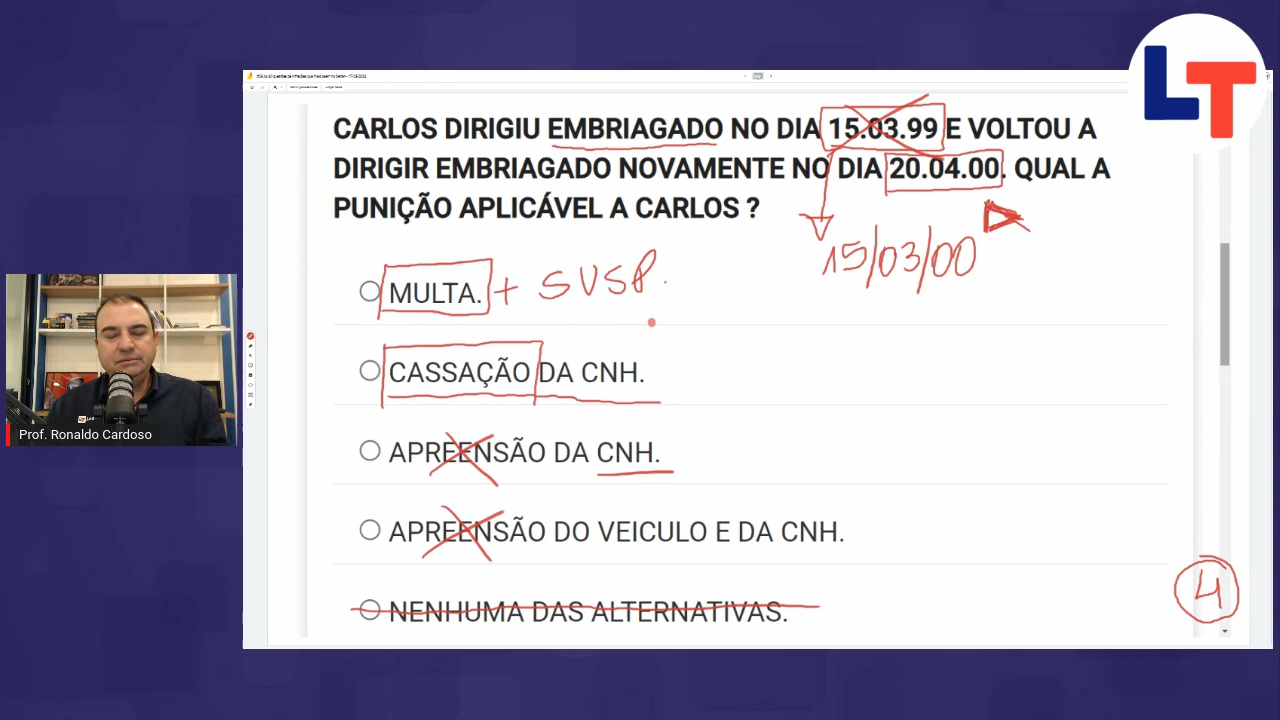 LT
CARLOS DIRIGIU EMBRIAGADO NO DIA 15.03.99 E VOLTOU A
DIRIGIR EMBRIAGADO NOVAMENTE NO DIA 20.04.00. QUAL A
PUNIÇÃO APLICÁVEL A CARLOS ?
15/03/00
MULTA. + SUSP.
CASSAÇÃO DA CNH.
APREENSÃO DA CNH.
APREENSÃO DO VEICULO E DA CNH.
NENHUMA DAS ALTERNATIVAS.
4
Prof. Ronaldo Cardoso